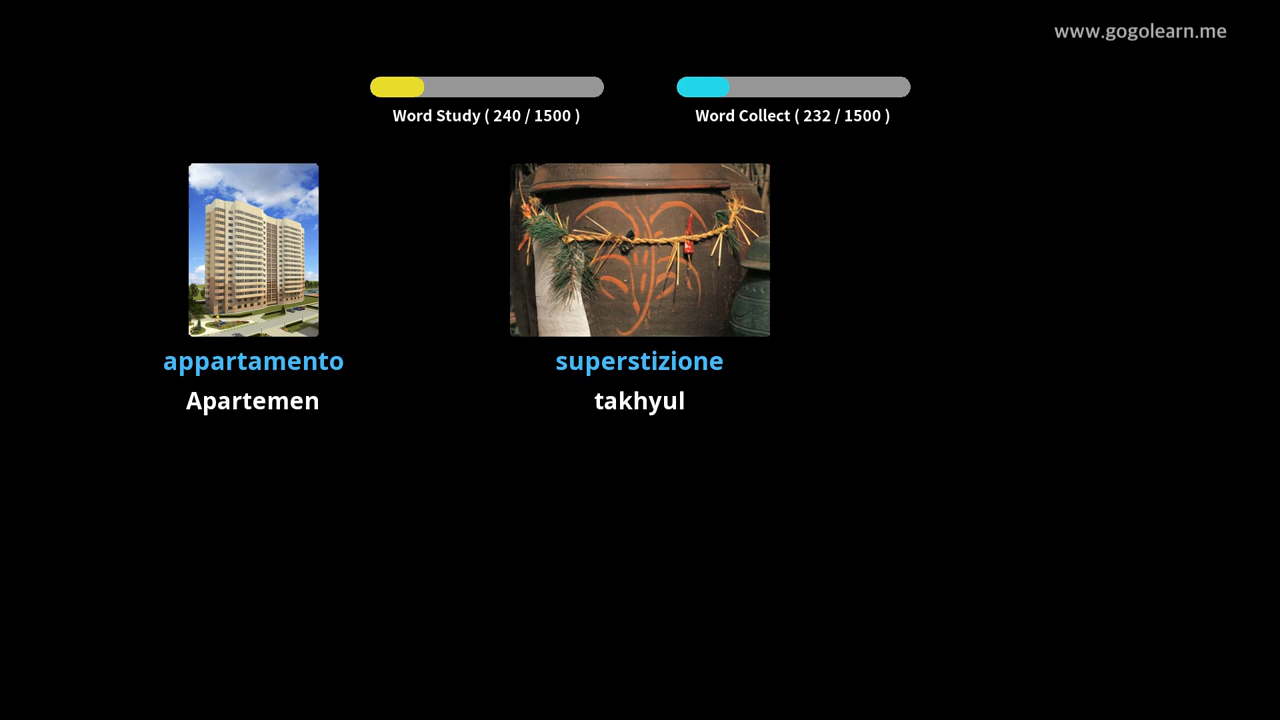 www.gogolearn.me
Word Study ( 240 / 1500 )
Word Collect ( 232 / 1500 )
appartamento
Apartemen
superstizione
takhyul